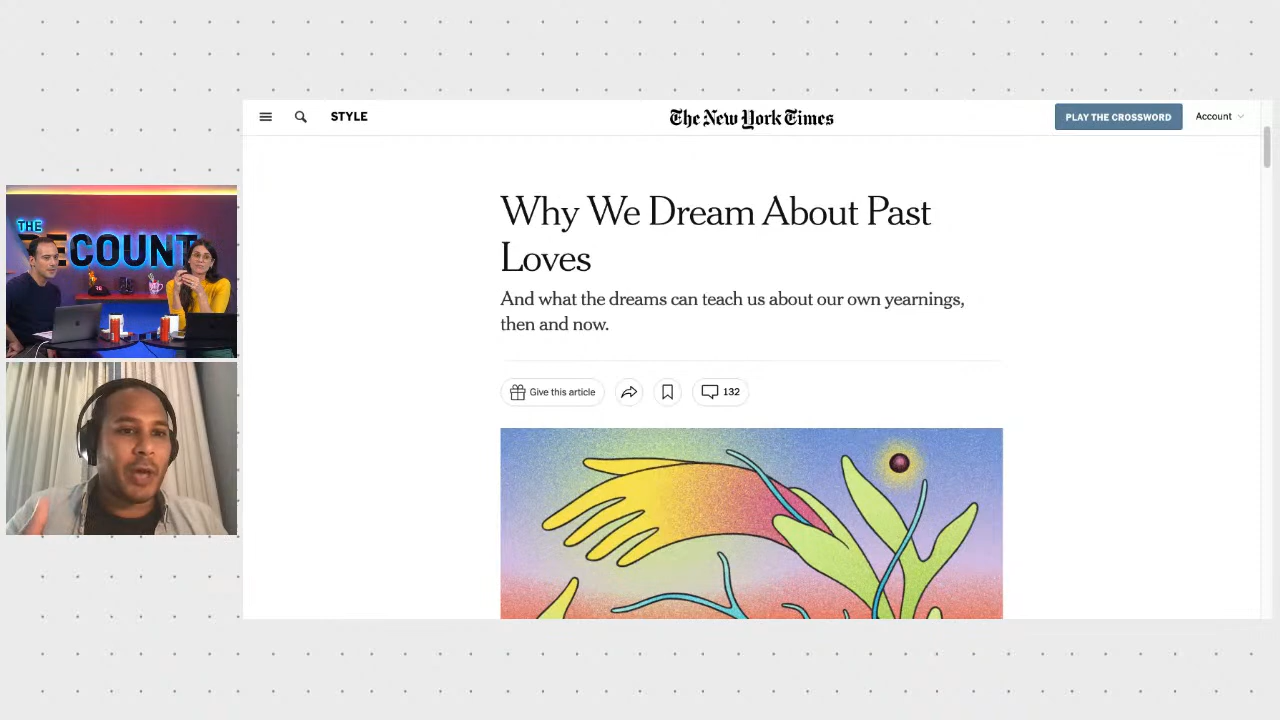 STYLE
The New York Times
PLAY THE CROSSWORD
Account
Why We Dream About Past
Loves
And what the dreams can teach us about our own yearnings,
then and now.
Give this article
132
THE
RECOUNT